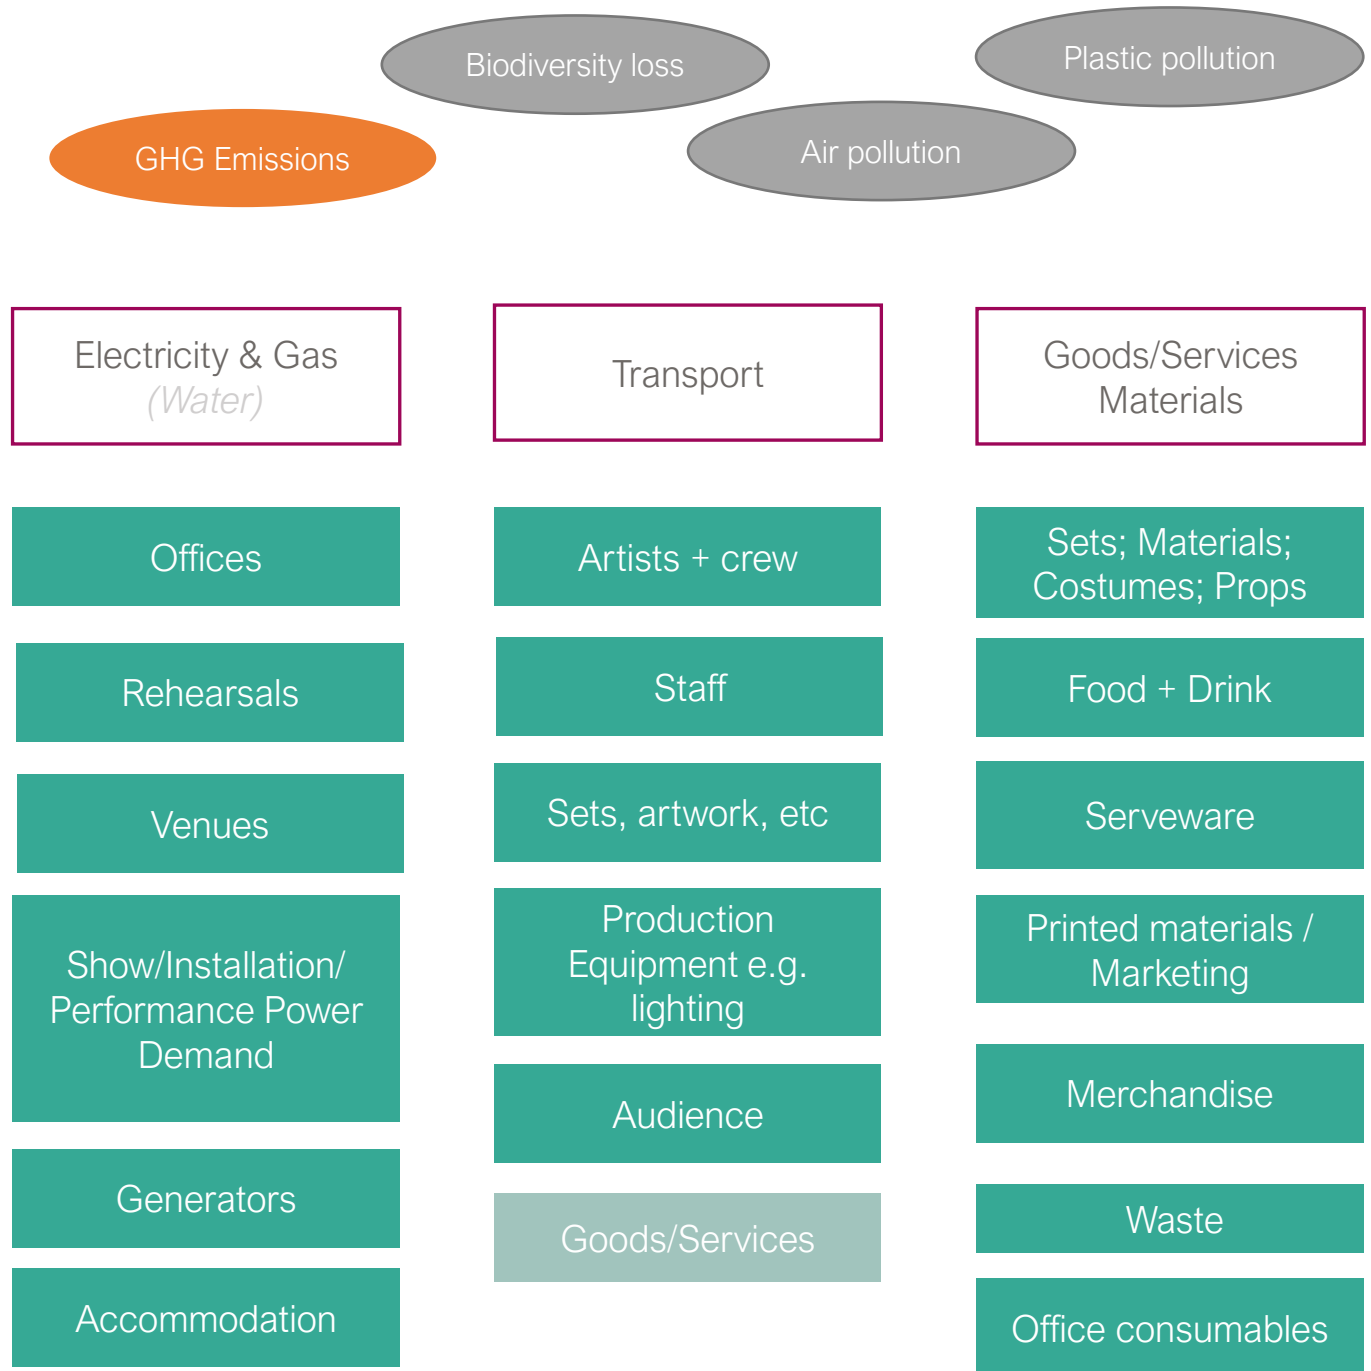 Biodiversity loss
Plastic pollution
GHG Emissions
Air pollution
Electricity & Gas
(Water)
Transport
Goods/Services
Materials
Offices
Rehearsals
Venues
Show/Installation/
Performance Power
Demand
Generators
Accommodation
Artists + crew
Staff
Sets, artwork, etc
Production
Equipment e.g.
lighting
Audience
Goods/Services
Sets; Materials;
Costumes; Props
Food + Drink
Serveware
Printed materials /
Marketing
Merchandise
Waste
Office consumables